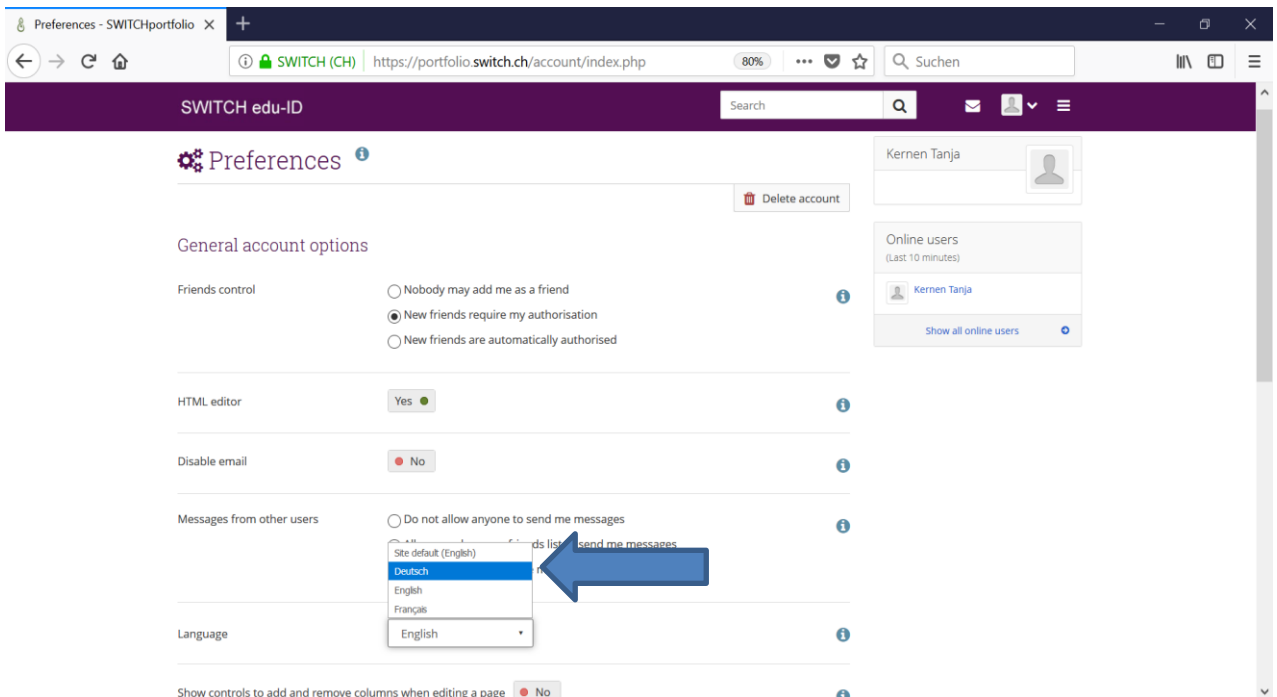 Preferences - SWITCHportfolio
SWITCH (CH) https://portfolio.switch.ch/account/index.php 80% Suchen
SWITCH edu-ID Search
Preferences
Kernen Tanja
Delete account
General account options
Online users
(Last 10 minutes)
Kernen Tanja
Show all online users
Friends control
Nobody may add me as a friend
New friends require my authorisation
New friends are automatically authorised
HTML editor Yes
Disable email No
Messages from other users
Do not allow anyone to send me messages
send me messages
Site default (English)
Deutsch
English
Français
Language English
Show controls to add and remove columns when editing a page No